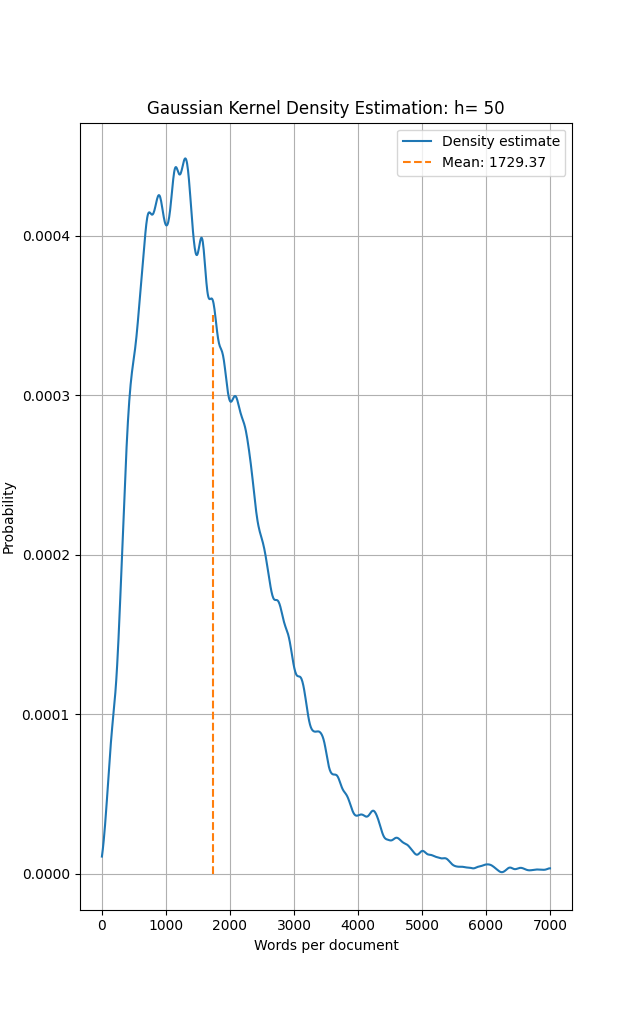 Gaussian Kernel Density Estimation: h= 50
Density estimate
Mean: 1729.37
Probability
0.0004
0.0003
0.0002
0.0001
0.0000
0 1000 2000 3000 4000 5000 6000 7000
Words per document